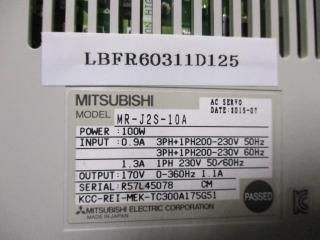 LBFR60311D125
MITSUBISHI
AC SERVO
MODEL MR-J2S-10A
DATE:2015-07
POWER :100W
INPUT :0.9A 3PH+1PH200-230V 50Hz
3PH+1PH200-230V 60Hz
1.3A 1PH 230V 50/60Hz
OUTPUT:170V 0-360Hz 1.1A
SERIAL:R57L45078 CM
KCC-REI-MEK-TC300A175G51
PASSED
MITSUBISHI ELECTRIC CORPORATION
MADE IN JAPAN